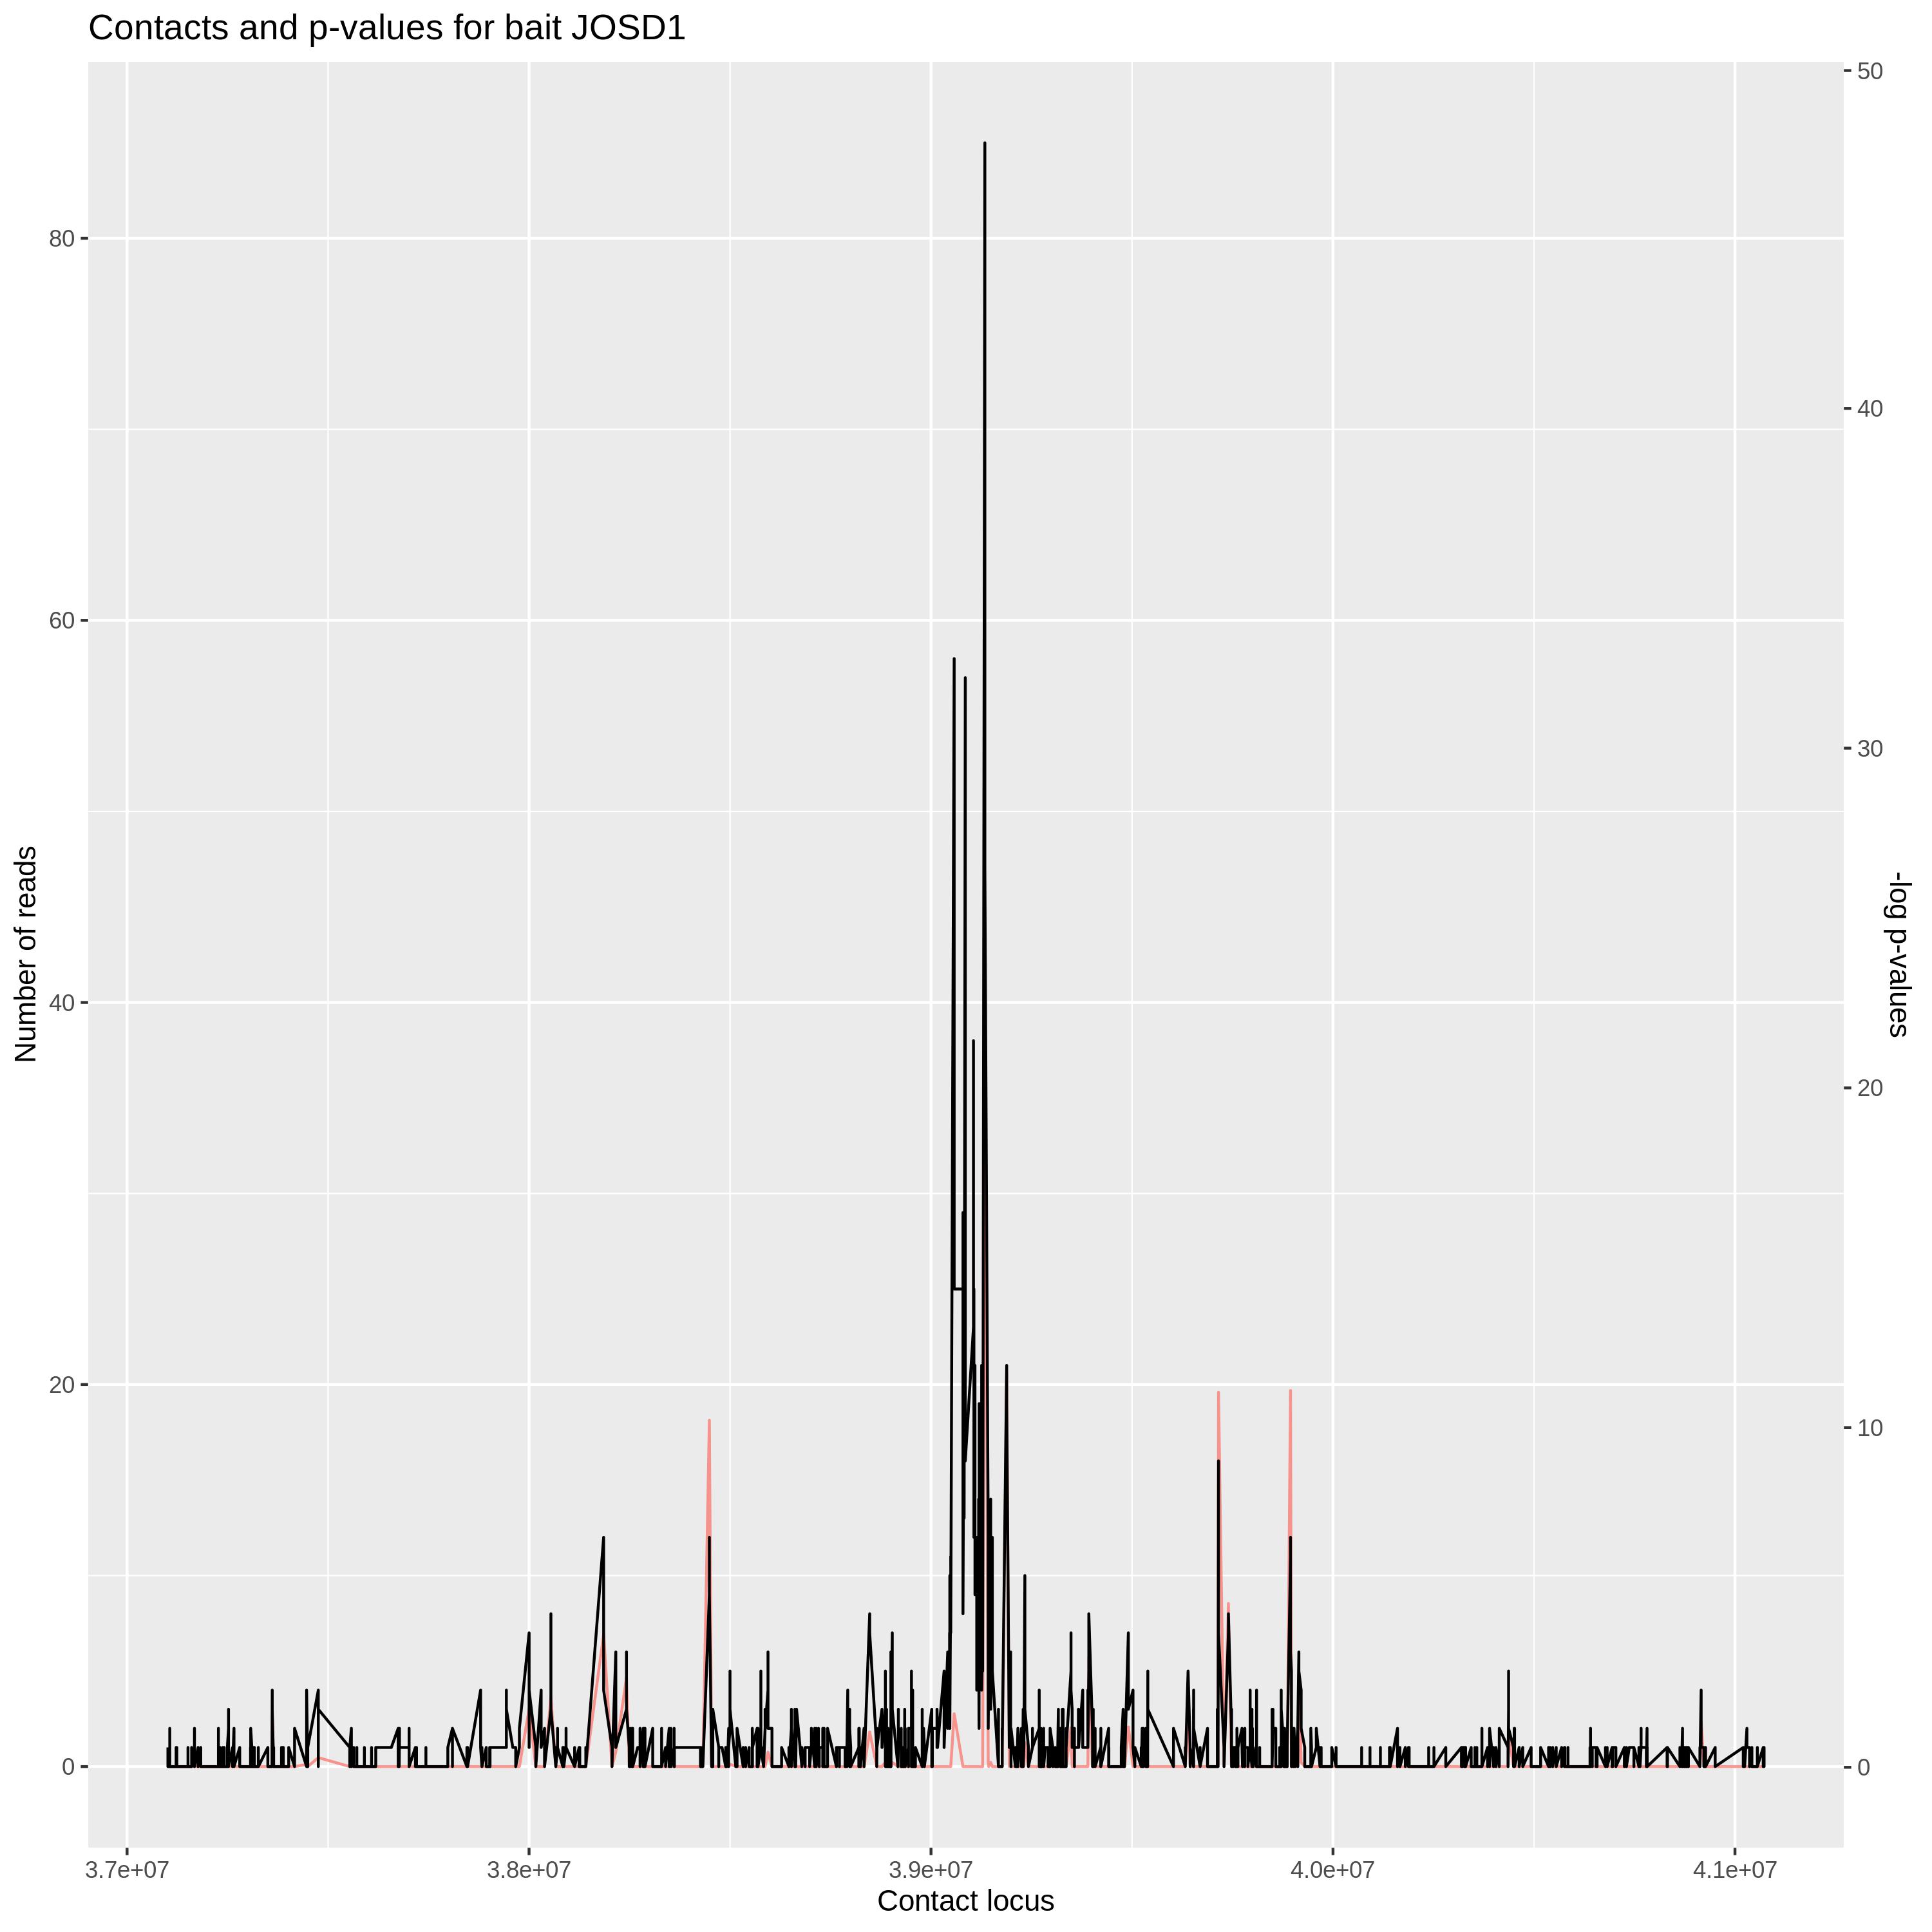 Contacts and p-values for bait JOSD1
80
60
40
20
0
Number of reads
50
40
30
20
10
0
-log p-values
3.7e+07
3.8e+07
3.9e+07
4.0e+07
4.1e+07
Contact locus